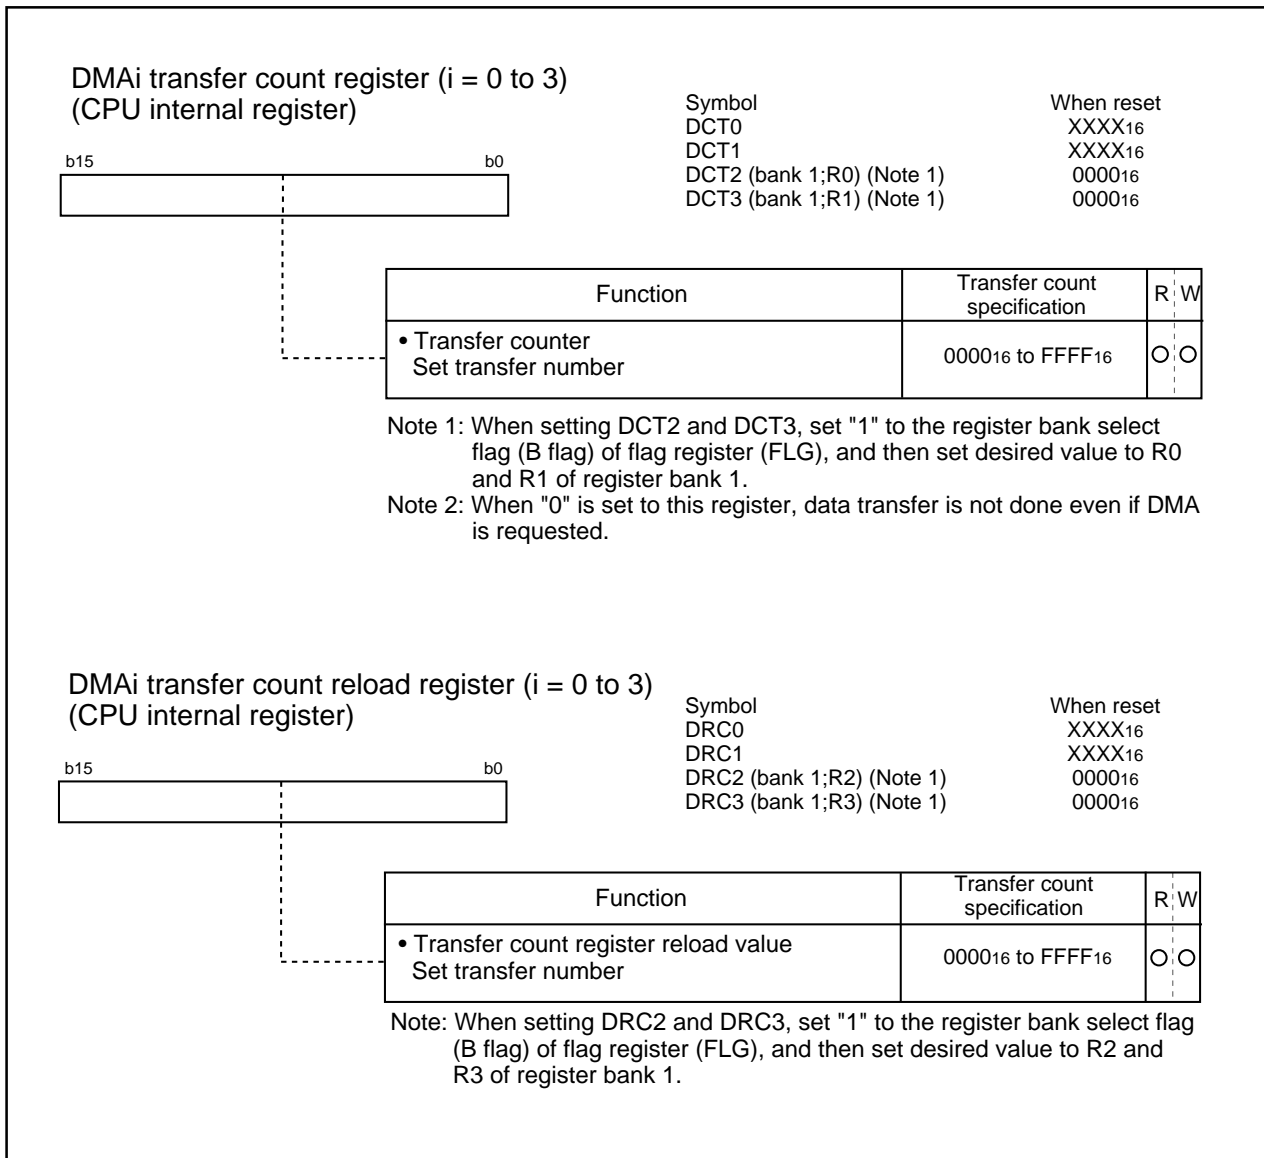 DMAi transfer count register (i = 0 to 3)
(CPU internal register)
Symbol When reset
DCT0 XXXX16
DCT1 XXXX16
DCT2 (bank 1;R0) (Note 1) 000016
DCT3 (bank 1;R1) (Note 1) 000016
b15 b0
Function Transfer count specification R W
• Transfer counter
Set transfer number 000016 to FFFF16 O O
Note 1: When setting DCT2 and DCT3, set "1" to the register bank select
flag (B flag) of flag register (FLG), and then set desired value to R0
and R1 of register bank 1.
Note 2: When "0" is set to this register, data transfer is not done even if DMA
is requested.
DMAi transfer count reload register (i = 0 to 3)
(CPU internal register)
Symbol When reset
DRC0 XXXX16
DRC1 XXXX16
DRC2 (bank 1;R2) (Note 1) 000016
DRC3 (bank 1;R3) (Note 1) 000016
b15 b0
Function Transfer count specification R W
• Transfer count register reload value
Set transfer number 000016 to FFFF16 O O
Note: When setting DRC2 and DRC3, set "1" to the register bank select flag
(B flag) of flag register (FLG), and then set desired value to R2 and
R3 of register bank 1.